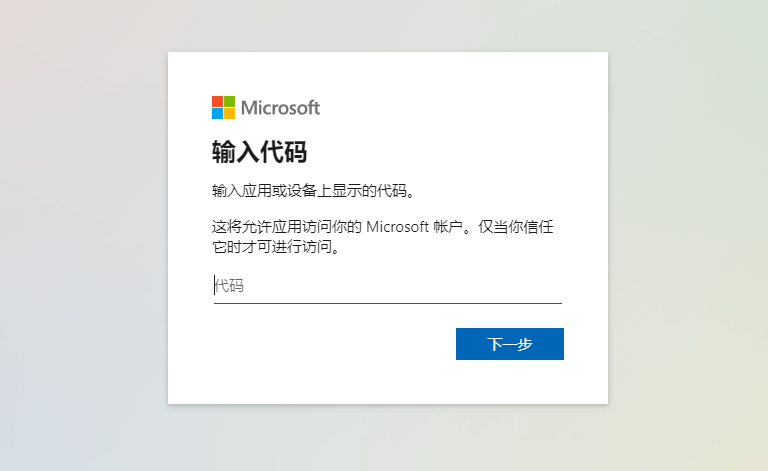 Microsoft
输入代码
输入应用或设备上显示的代码。
这将允许应用访问你的 Microsoft 帐户。仅当你信任
它时才可进行访问。
代码
下一步